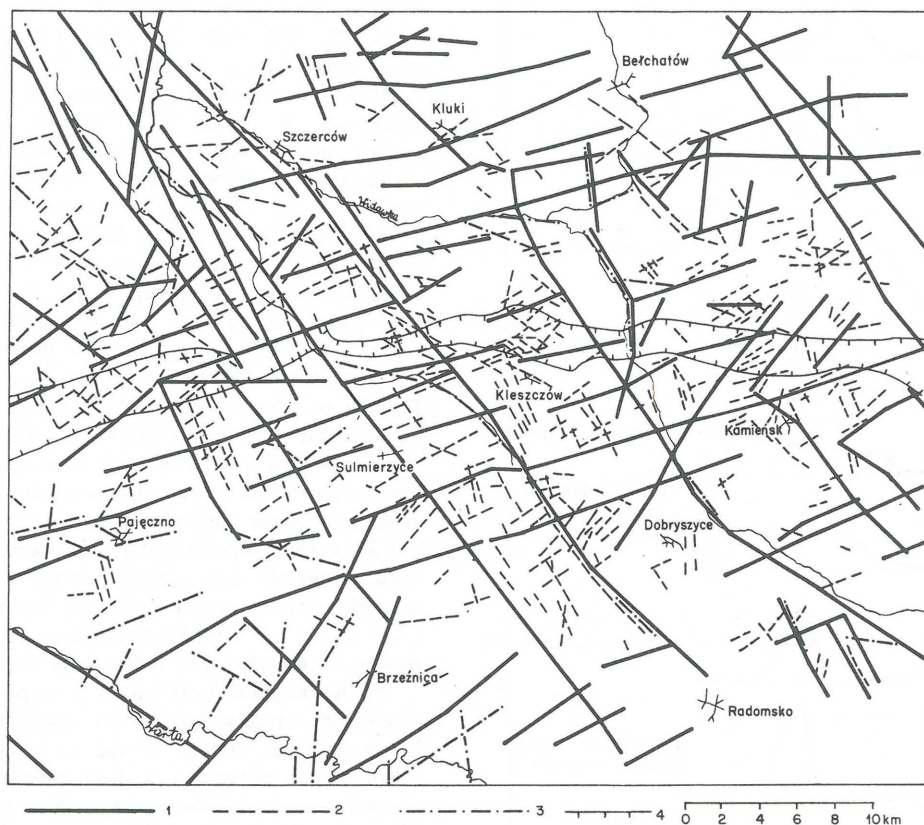 Bełchatów
Kluki
Szczerców
Widawka
Kleszczów
Kamieńsk
Sulmierzyce
Pajęczno
Dobryszyce
Brzeźnica
Radomsko
Warta
1 2 3 4 0 2 4 6 8 10 km